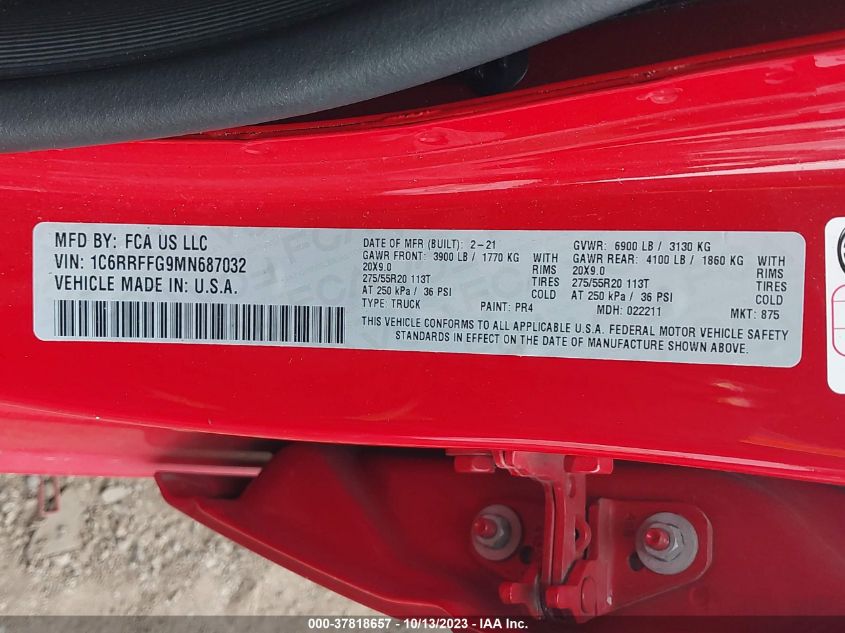 MFD BY: FCA US LLC
VIN: 1C6RRFFG9MN687032
VEHICLE MADE IN: U.S.A.
DATE OF MFR (BUILT): 2-21 GVWR: 6900 LB / 3130 KG
GAWR FRONT: 3900 LB / 1770 KG WITH GAWR REAR: 4100 LB / 1860 KG WITH
20X9.0 RIMS 20X9.0 RIMS
275/55R20 113T TIRES 275/55R20 113T TIRES
AT 250 kPa / 36 PSI COLD AT 250 kPa / 36 PSI COLD
TYPE: TRUCK PAINT: PR4 MDH: 022211 MKT: 875
THIS VEHICLE CONFORMS TO ALL APPLICABLE U.S.A. FEDERAL MOTOR VEHICLE SAFETY
STANDARDS IN EFFECT ON THE DATE OF MANUFACTURE SHOWN ABOVE.
000-37818657 - 10/13/2023 - IAAI.com